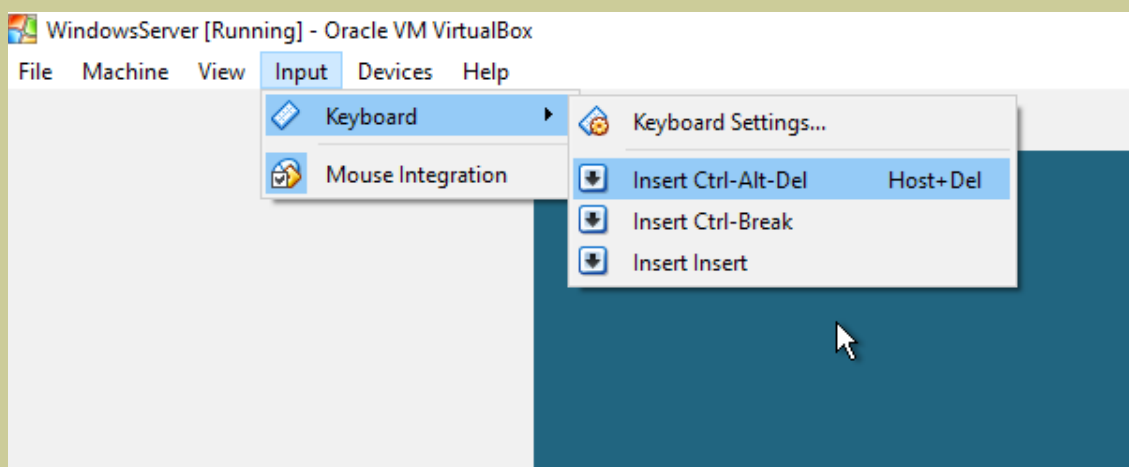 WindowsServer [Running] - Oracle VM VirtualBox
File Machine View Input Devices Help
Keyboard
Mouse Integration
Keyboard Settings...
Insert Ctrl-Alt-Del Host+Del
Insert Ctrl-Break
Insert Insert